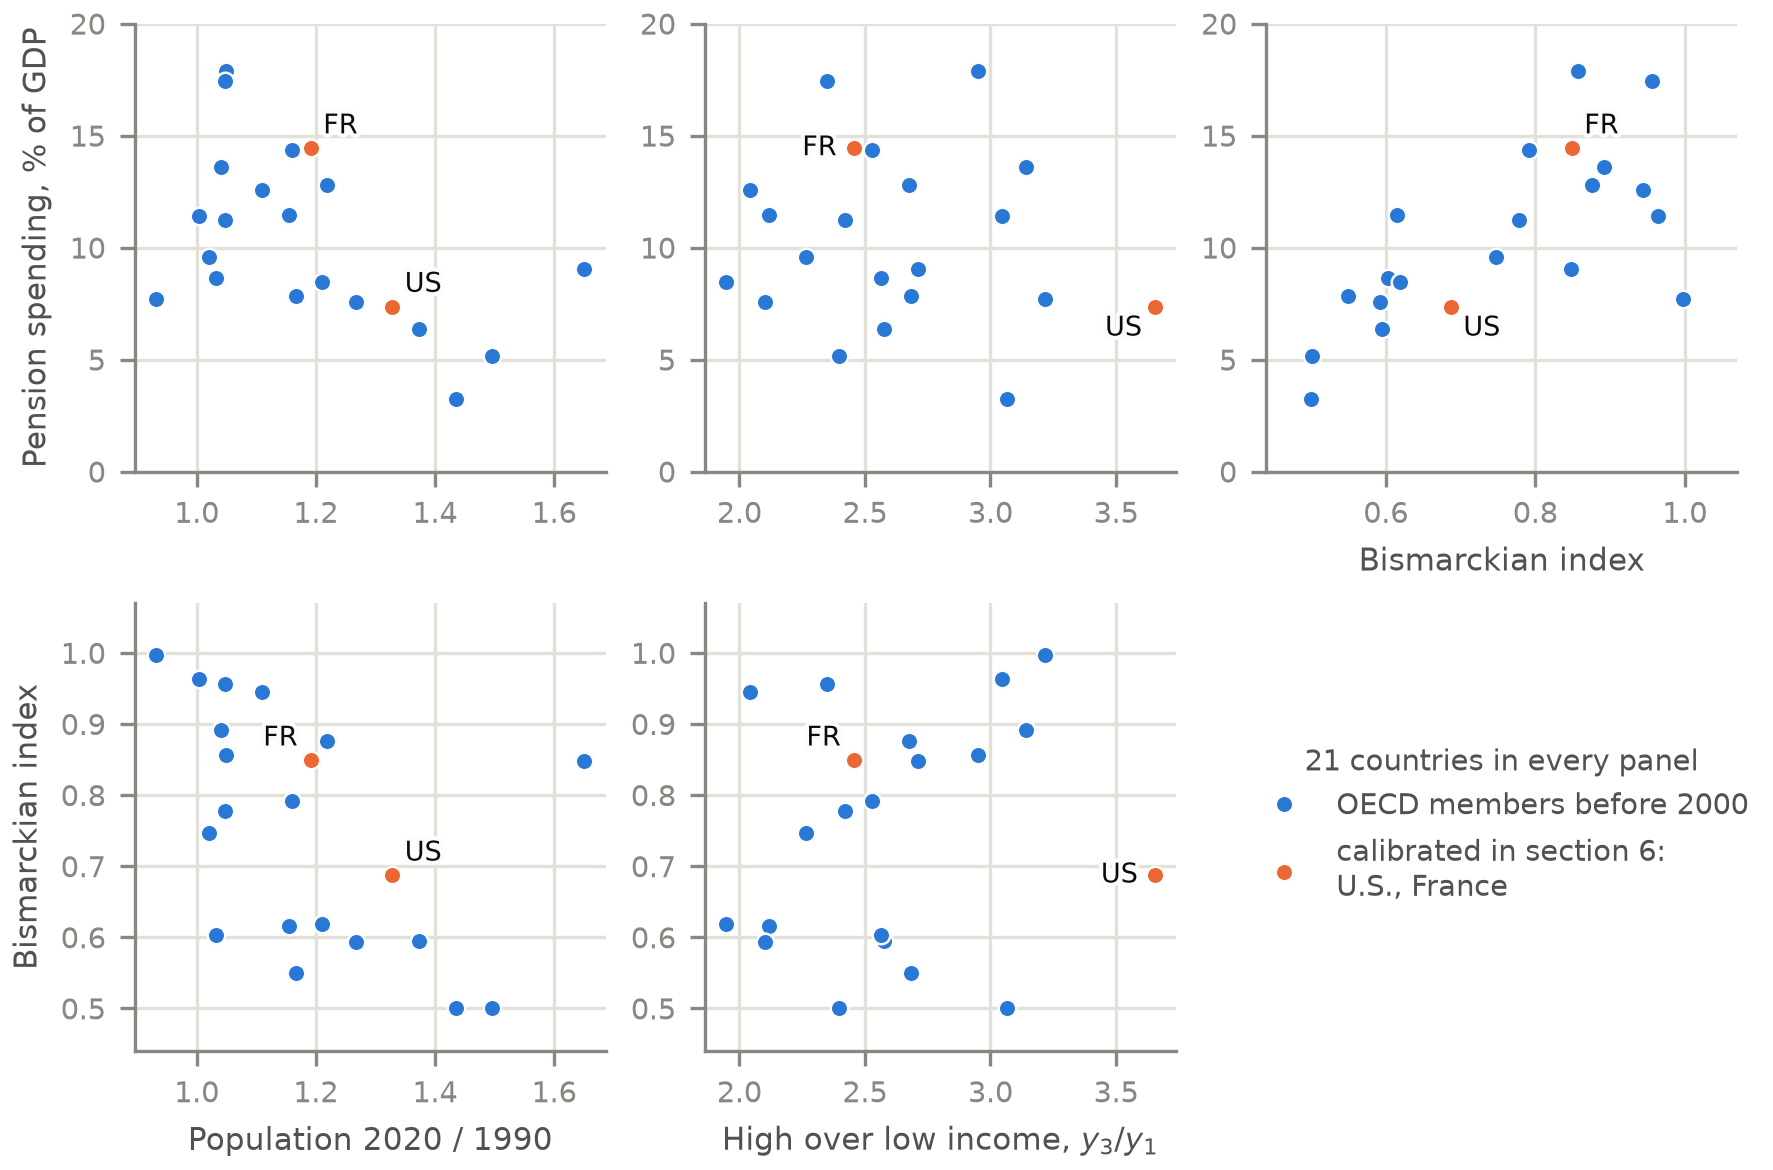 Pension spending, % of GDP
20
15
10
5
0
FR
US
1.0 1.2 1.4 1.6
20
15
10
5
0
FR
US
2.0 2.5 3.0 3.5
20
15
10
5
0
FR
US
0.6 0.8 1.0
Bismarckian index
Bismarckian index
1.0
0.9
0.8
0.7
0.6
0.5
FR
US
1.0 1.2 1.4 1.6
Population 2020 / 1990
1.0
0.9
0.8
0.7
0.6
0.5
FR
US
2.0 2.5 3.0 3.5
High over low income, y₃/y₁
21 countries in every panel
OECD members before 2000
calibrated in section 6:
U.S., France